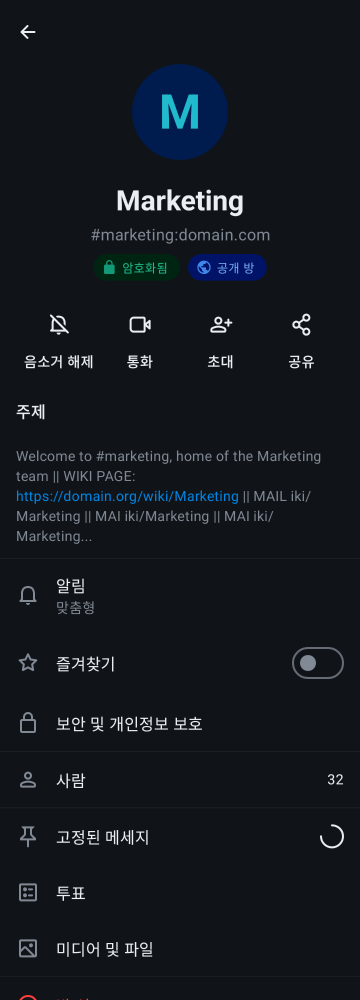 M
Marketing
#marketing:domain.com
암호화됨 공개 방
음소거 해제 통화 초대 공유
주제
Welcome to #marketing, home of the Marketing
team || WIKI PAGE:
https://domain.org/wiki/Marketing || MAIL iki/
Marketing || MAI iki/Marketing || MAI iki/
Marketing...
알림
맞춤형
즐겨찾기
보안 및 개인정보 보호
사람 32
고정된 메세지
투표
미디어 및 파일